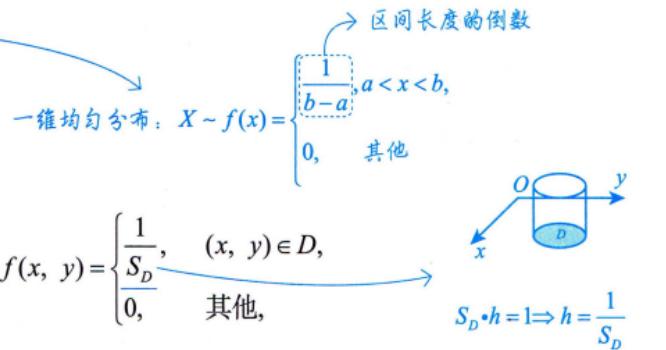 区间长度的倒数
一维均匀分布：X ~ f(x) = { 1/(b−a), a < x < b,
0, 其他
f(x, y) = { 1/S_D, (x, y) ∈ D,
0, 其他,
O y
x
D
S_D • h = 1 ⇒ h = 1/S_D